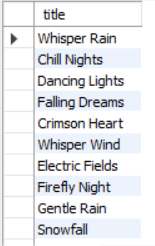 title
Whisper Rain
Chill Nights
Dancing Lights
Falling Dreams
Crimson Heart
Whisper Wind
Electric Fields
Firefly Night
Gentle Rain
Snowfall